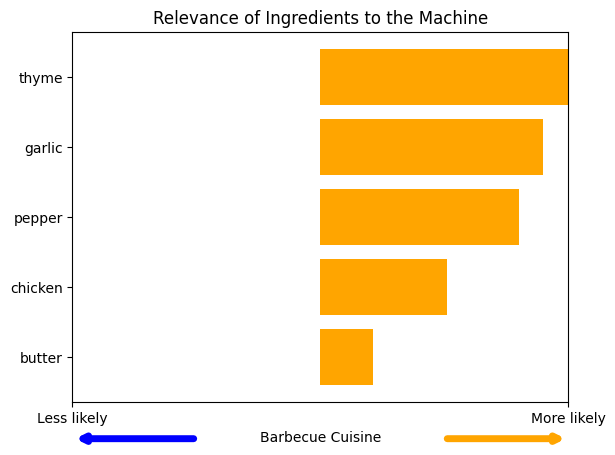 Relevance of Ingredients to the Machine
thyme
garlic
pepper
chicken
butter
Less likely
More likely
Barbecue Cuisine